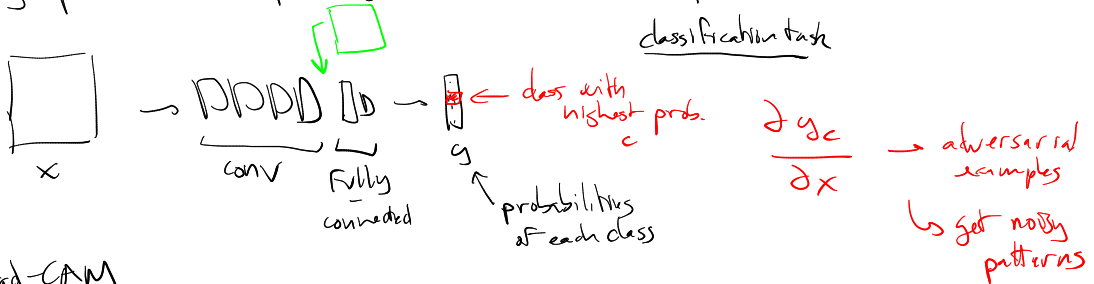 classification task
class with
highest prob.
c
x
conv
Fully
connected
y
probabilities
of each class
∂y_c
∂x
adversarial
examples
get noisy
patterns
-CAM